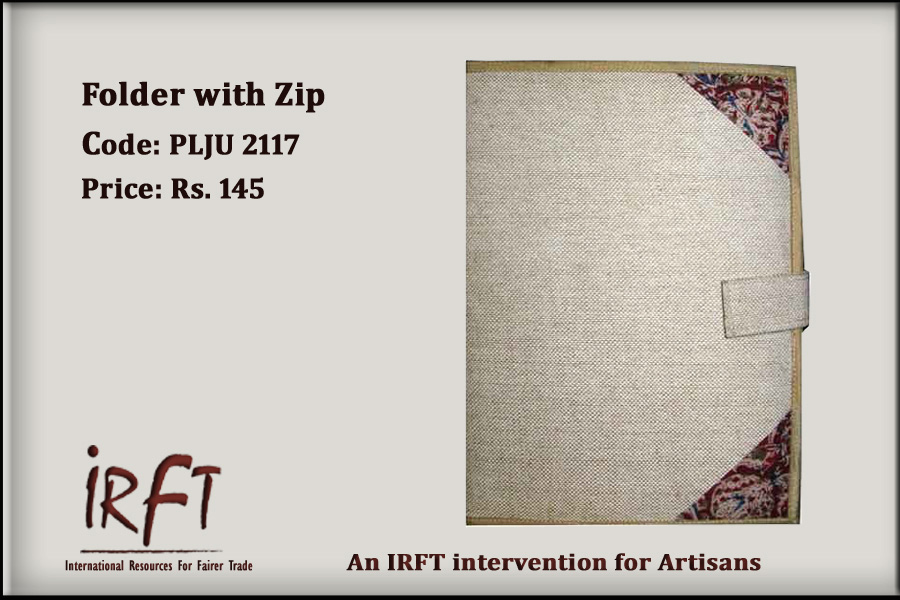 Folder with Zip
Code: PLJU 2117
Price: Rs. 145
iRFT
International Resources For Fairer Trade
An IRFT intervention for Artisans